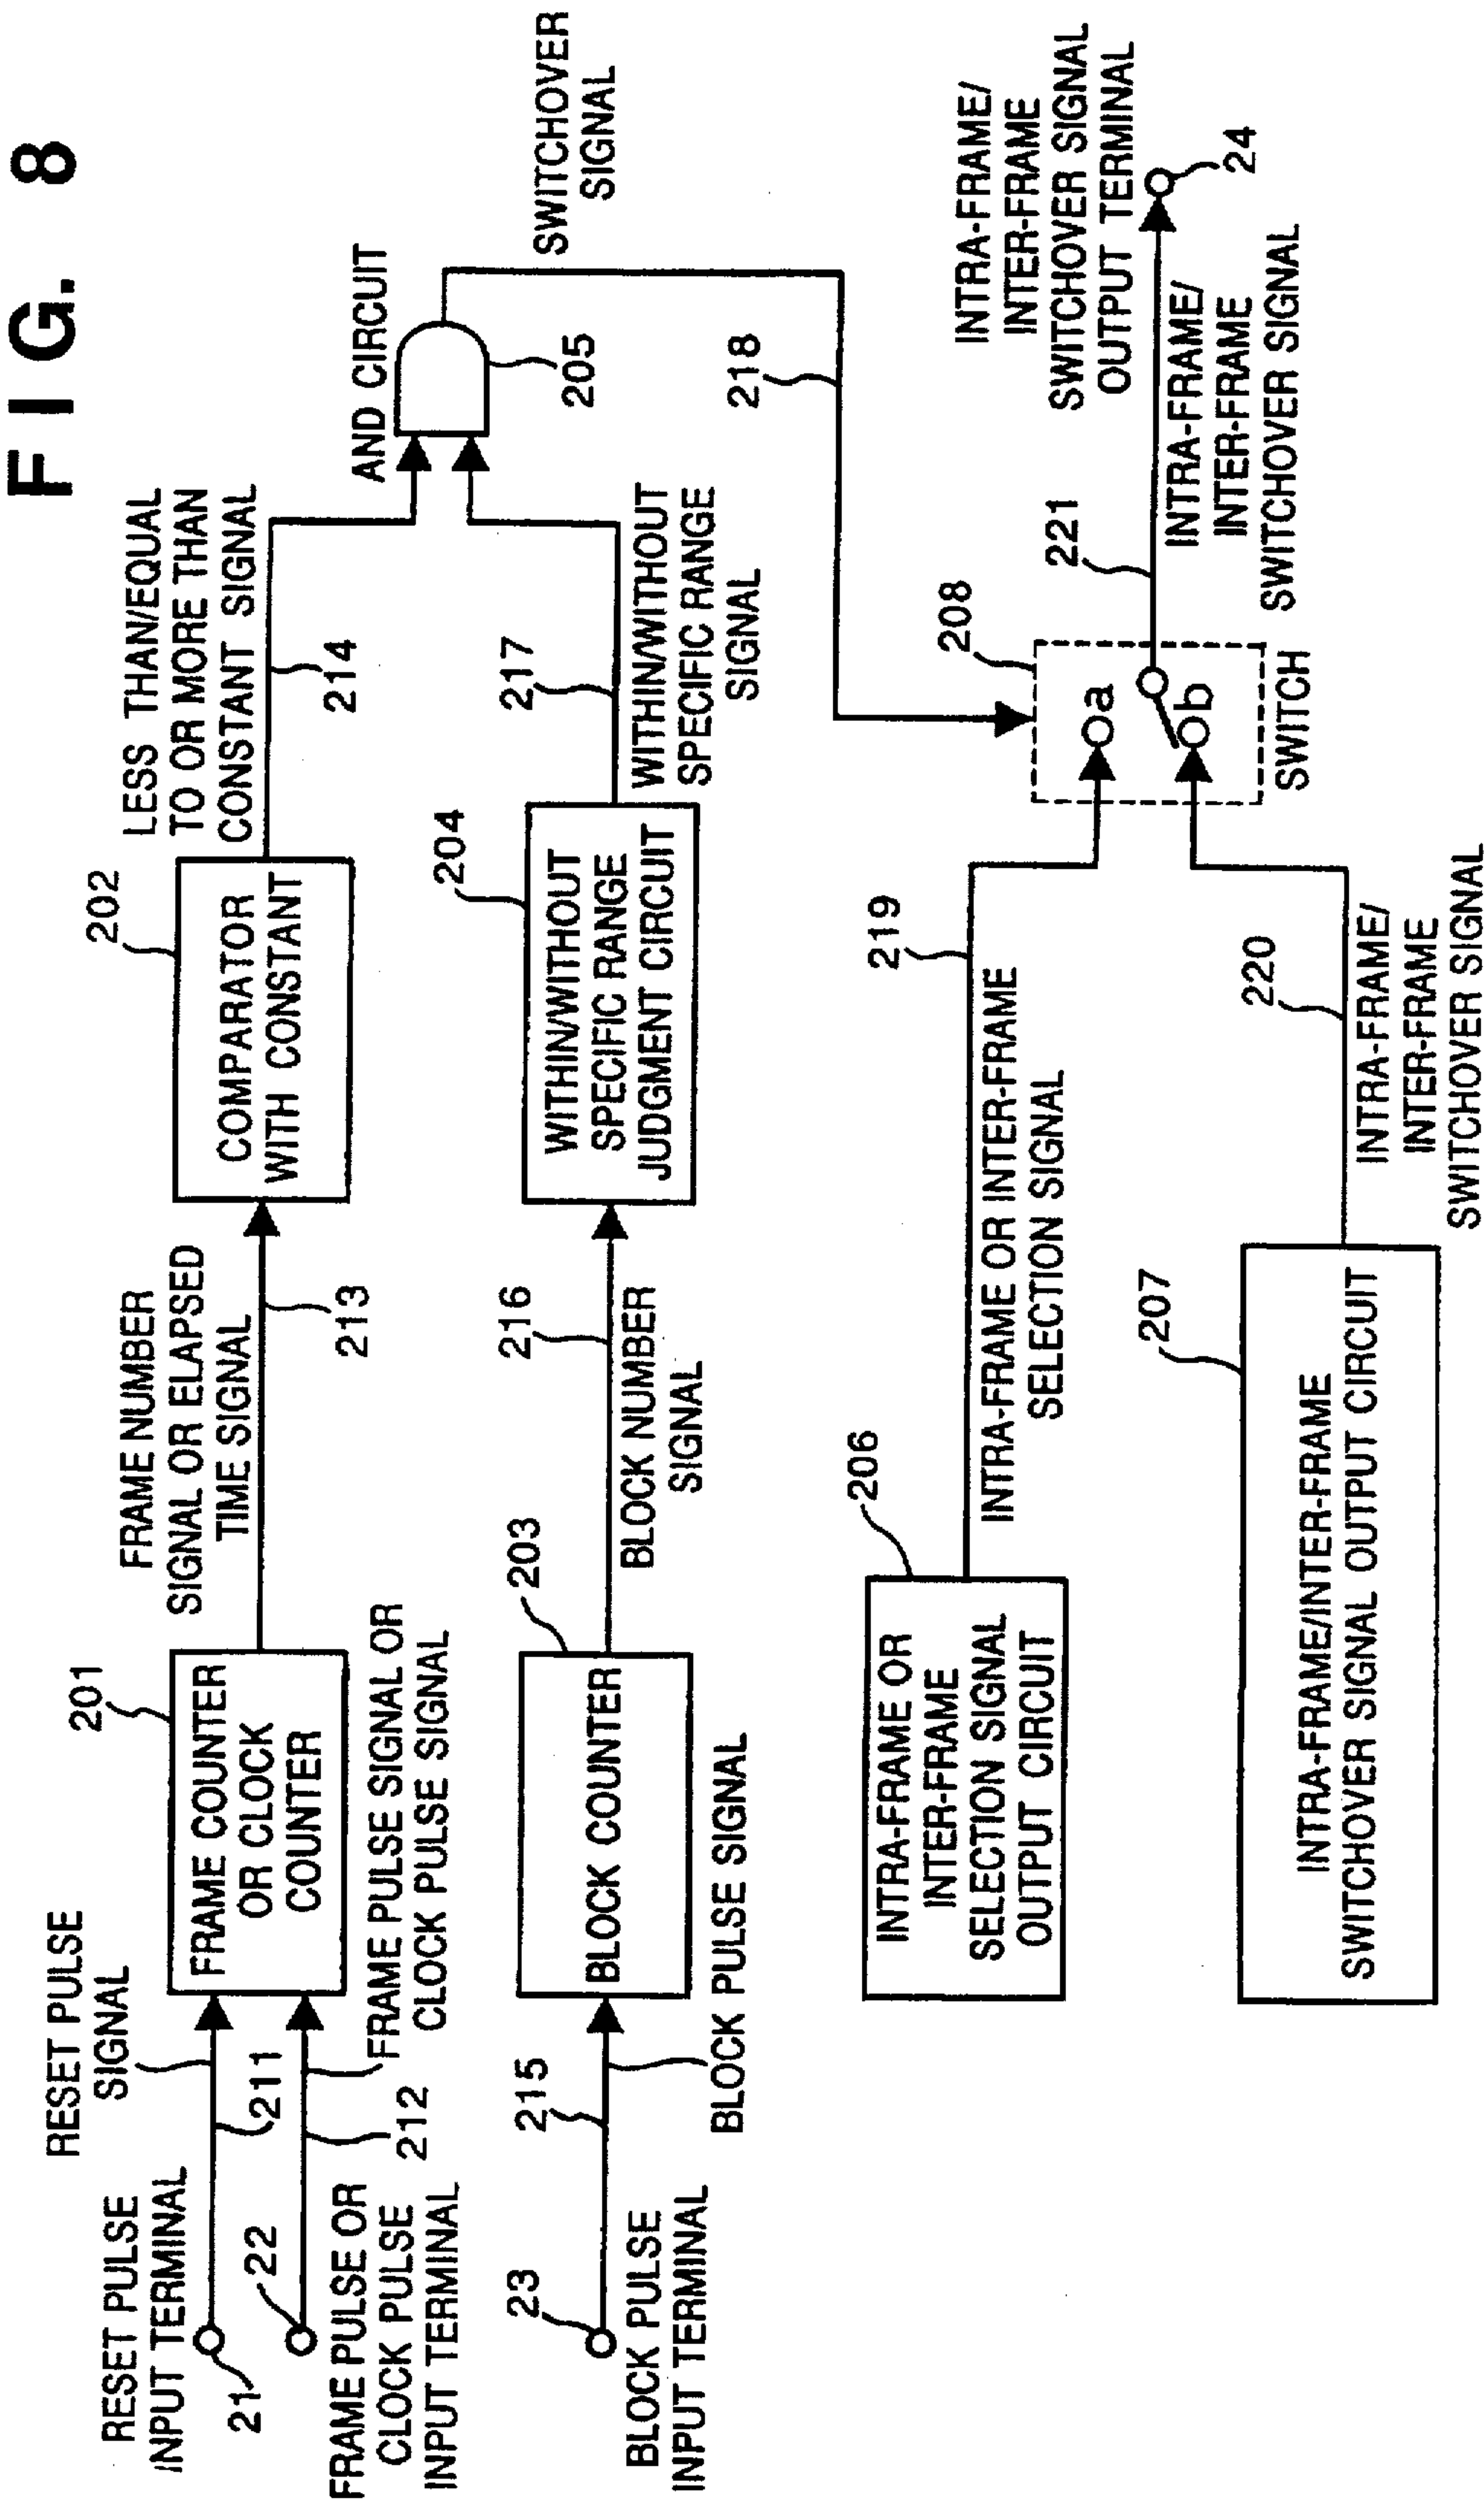 FIG. 8
RESET PULSE
INPUT TERMINAL
21
RESET PULSE
SIGNAL
211
22
FRAME PULSE OR
CLOCK PULSE
INPUT TERMINAL
212
FRAME PULSE SIGNAL OR
CLOCK PULSE SIGNAL
201
FRAME COUNTER
OR CLOCK
COUNTER
FRAME NUMBER
SIGNAL OR ELAPSED
TIME SIGNAL
213
202
COMPARATOR
WITH CONSTANT
LESS THAN/EQUAL
TO OR MORE THAN
CONSTANT SIGNAL
214
AND CIRCUIT
205
SWITCHOVER
SIGNAL
23
BLOCK PULSE
INPUT TERMINAL
215
BLOCK PULSE SIGNAL
203
BLOCK COUNTER
216
BLOCK NUMBER
SIGNAL
204
WITHIN/WITHOUT
SPECIFIC RANGE
JUDGMENT CIRCUIT
217
WITHIN/WITHOUT
SPECIFIC RANGE
SIGNAL
218
206
INTRA-FRAME OR
INTER-FRAME
SELECTION SIGNAL
OUTPUT CIRCUIT
219
INTRA-FRAME OR INTER-FRAME
SELECTION SIGNAL
208
a
b
SWITCH
221
INTRA-FRAME/
INTER-FRAME
SWITCHOVER SIGNAL
INTRA-FRAME/
INTER-FRAME
SWITCHOVER SIGNAL
OUTPUT TERMINAL
24
207
INTRA-FRAME/INTER-FRAME
SWITCHOVER SIGNAL OUTPUT CIRCUIT
220
INTRA-FRAME/
INTER-FRAME
SWITCHOVER SIGNAL